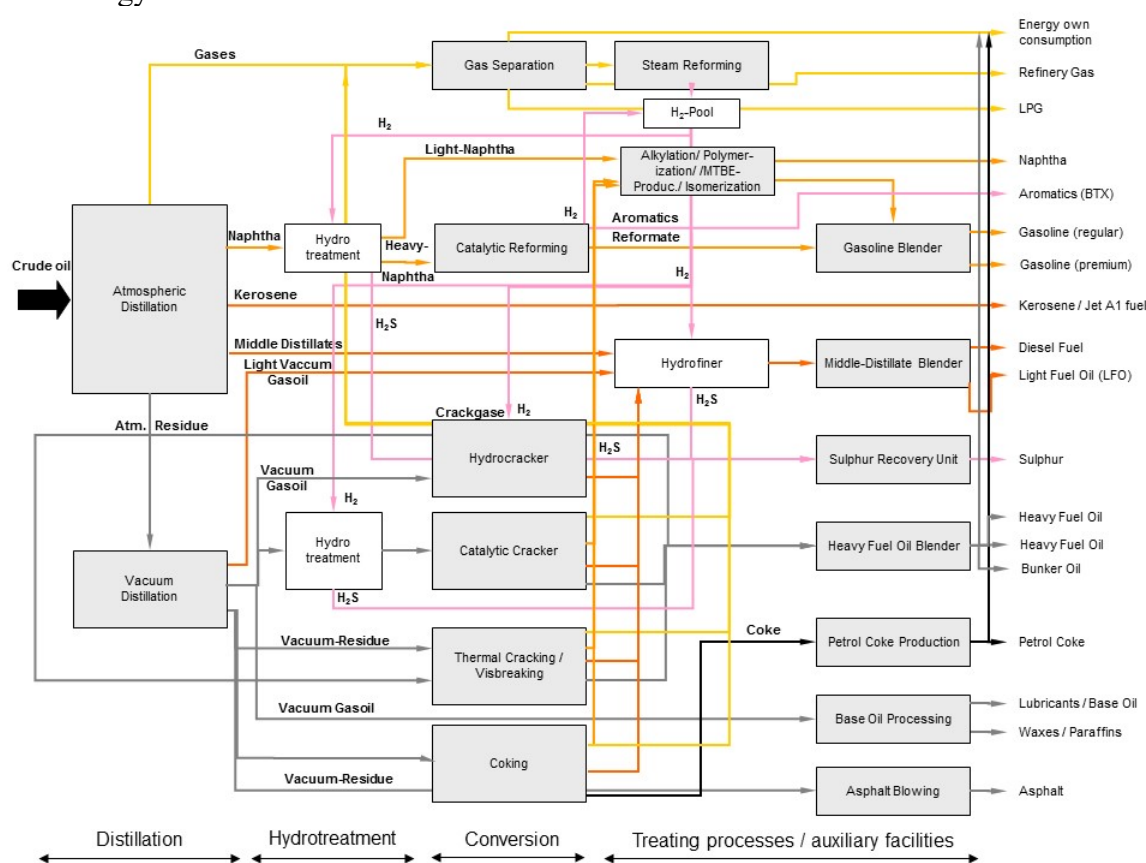 Energy own
consumption
Gases
Gas Separation
Steam Reforming
Refinery Gas
H₂-Pool
LPG
H₂
Light-Naphtha
Alkylation/ Polymer-
ization/ /MTBE-
Produc./ Isomerization
Naphtha
Aromatics (BTX)
H₂
Aromatics
Naphtha
Hydro
treatment
Heavy-
Naphtha
Catalytic Reforming
Reformate
Gasoline Blender
Gasoline (regular)
Gasoline (premium)
Crude oil
Atmospheric
Distillation
H₂
Kerosene
Kerosene / Jet A1 fuel
H₂S
Middle Distillates
Hydrofiner
Middle-Distillate Blender
Diesel Fuel
Light Vaccum
Gasoil
Light Fuel Oil (LFO)
H₂S
Crackgase
H₂
Atm. Residue
Hydrocracker
H₂S
Sulphur Recovery Unit
Sulphur
Vacuum
Gasoil
H₂
Hydro
treatment
Catalytic Cracker
Heavy Fuel Oil Blender
Heavy Fuel Oil
Heavy Fuel Oil
Bunker Oil
Vacuum
Distillation
H₂S
Vacuum-Residue
Thermal Cracking /
Visbreaking
Coke
Petrol Coke Production
Petrol Coke
Vacuum Gasoil
Base Oil Processing
Lubricants / Base Oil
Waxes / Paraffins
Coking
Vacuum-Residue
Asphalt Blowing
Asphalt
Distillation
Hydrotreatment
Conversion
Treating processes / auxiliary facilities